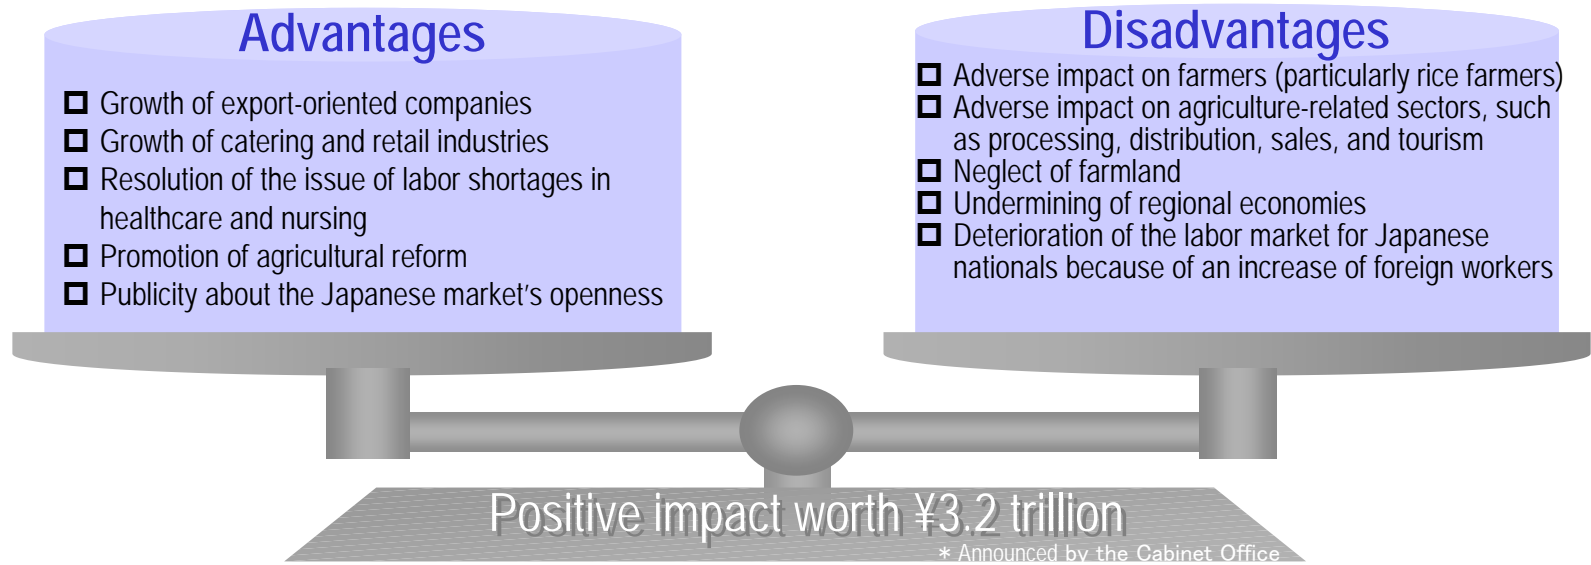 Advantages
Growth of export-oriented companies
Growth of catering and retail industries
Resolution of the issue of labor shortages in
healthcare and nursing
Promotion of agricultural reform
Publicity about the Japanese market's openness
Disadvantages
Adverse impact on farmers (particularly rice farmers)
Adverse impact on agriculture-related sectors, such
as processing, distribution, sales, and tourism
Neglect of farmland
Undermining of regional economies
Deterioration of the labor market for Japanese
nationals because of an increase of foreign workers
Positive impact worth ¥3.2 trillion
* Announced by the Cabinet Office